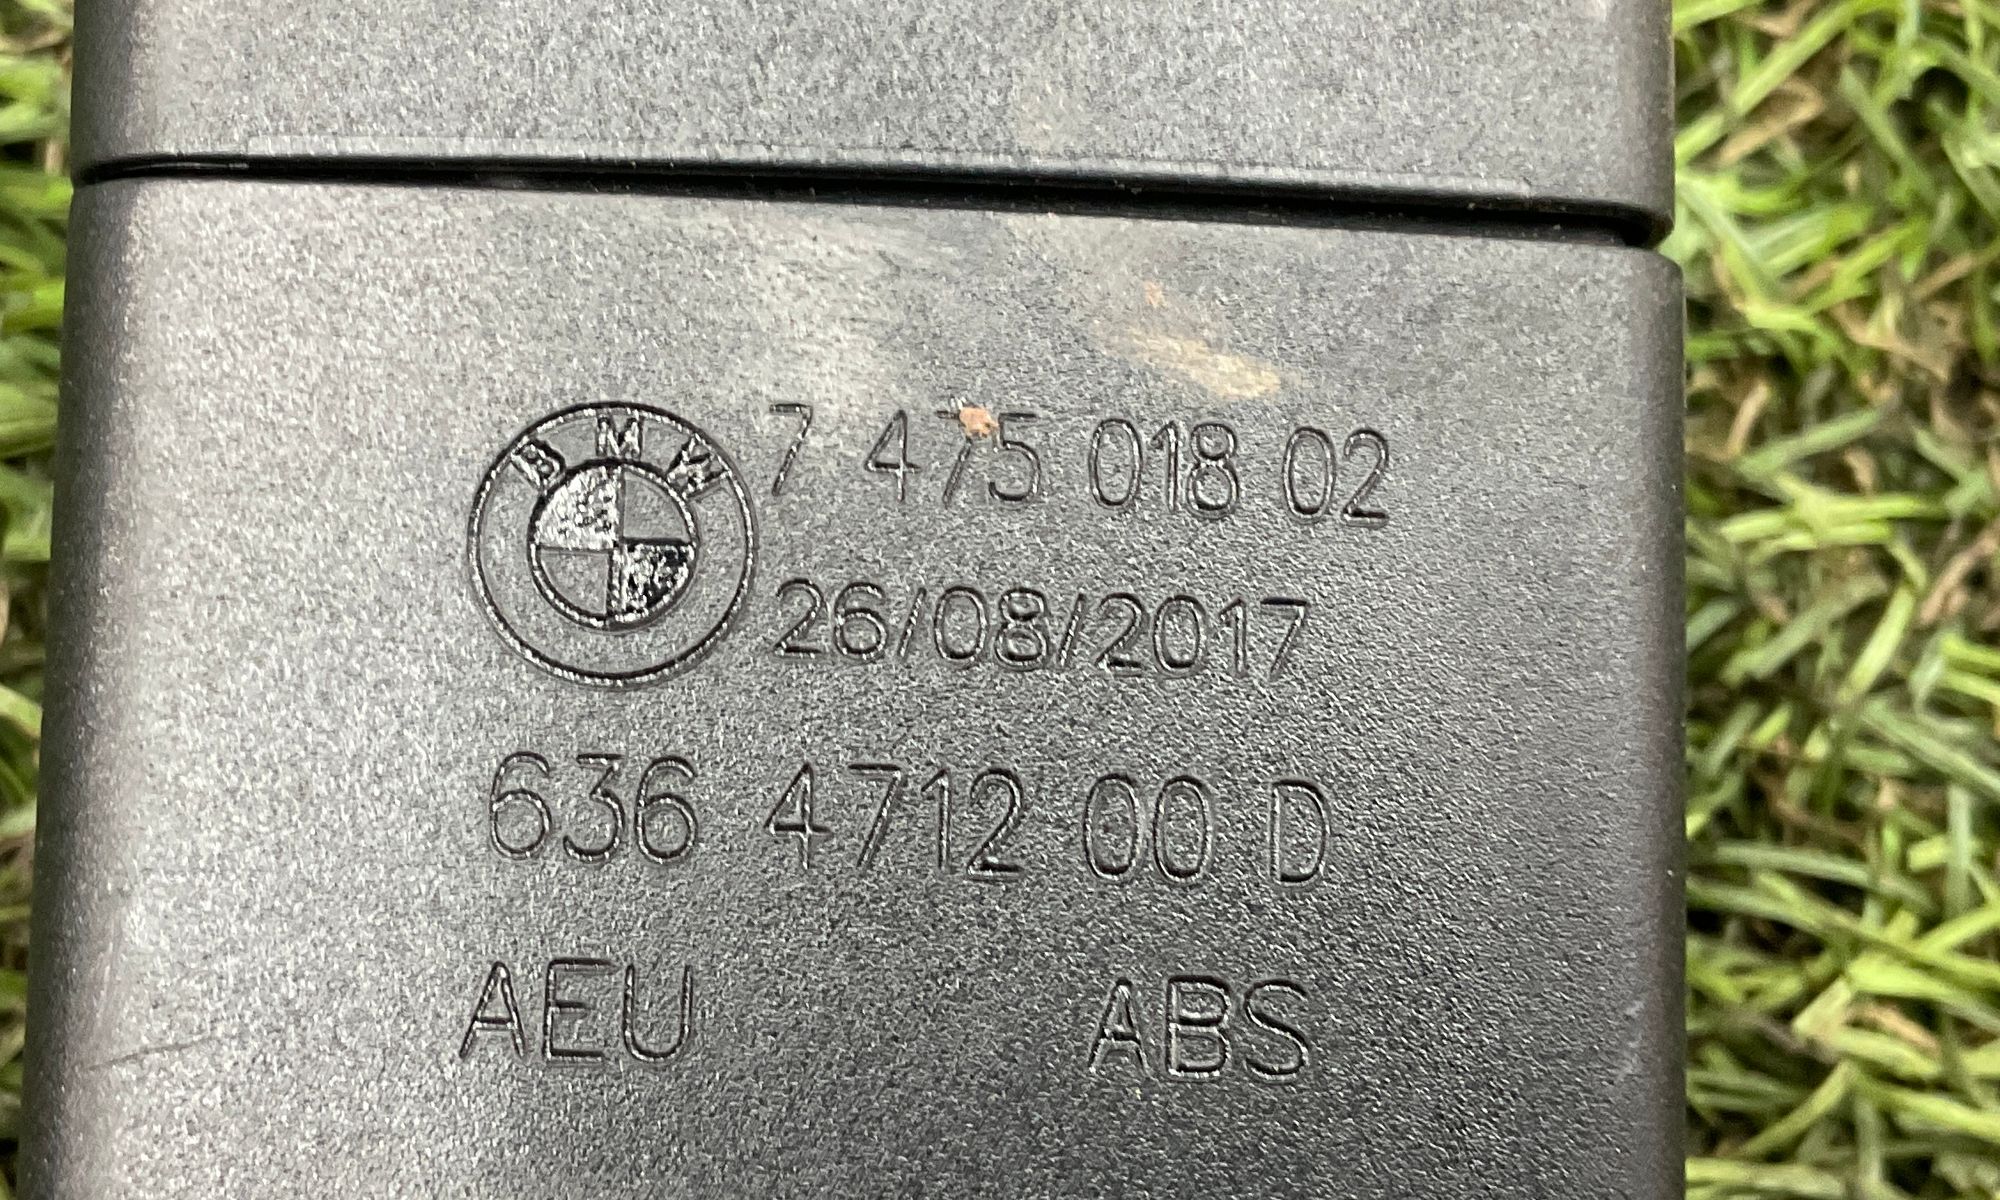 BMW
7 475 018 02
26/08/2017
636 4712 00 D
AEU ABS